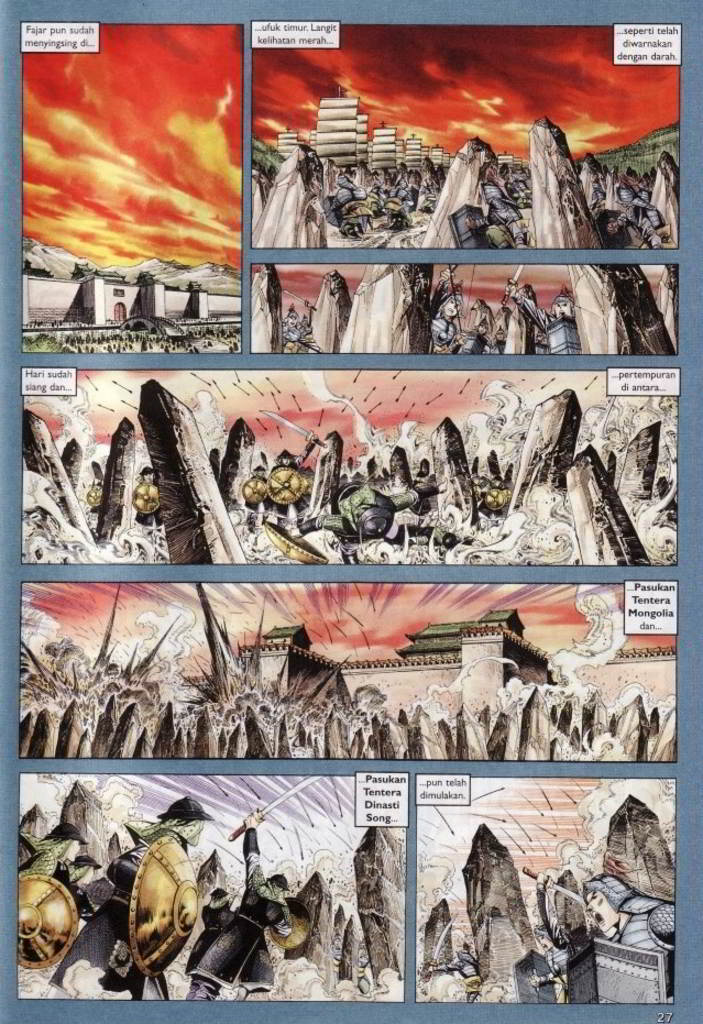 Fajar pun sudah
menyingsing di...
...ufuk timur. Langit
kelihatan merah...
...seperti telah
diwarnakan
dengan darah.
Hari sudah
siang dan...
...pertempuran
di antara...
...Pasukan
Tentera
Mongolia
dan...
...Pasukan
Tentera
Dinasti
Song...
...pun telah
dimulakan.
27